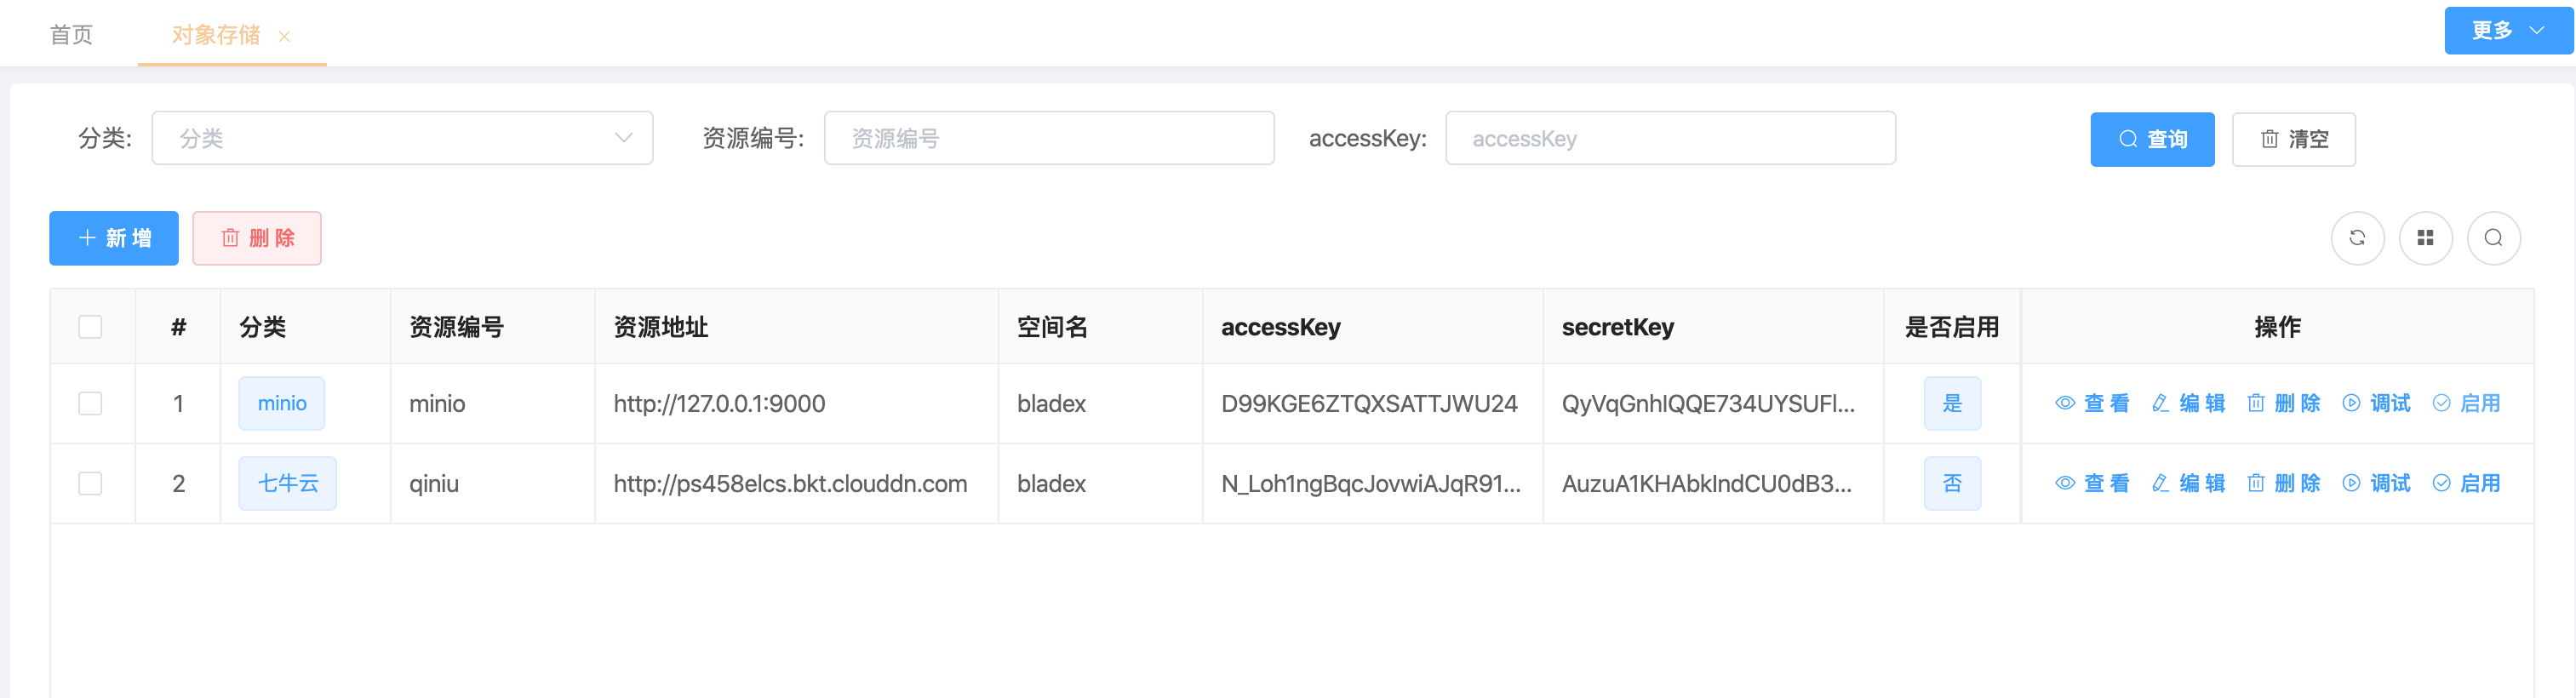 首页 对象存储 更多
分类: 分类 资源编号: 资源编号 accessKey: accessKey 查询 清空
新 增 删 除
# 分类 资源编号 资源地址 空间名 accessKey secretKey 是否启用 操作
1 minio minio http://127.0.0.1:9000 bladex D99KGE6ZTQXSATTJWU24 QyVqGnhIQQE734UYSUFI... 是 查 看 编 辑 删 除 调试 启用
2 七牛云 qiniu http://ps458elcs.bkt.clouddn.com bladex N_Loh1ngBqcJovwiAJqR91... AuzuA1KHAbkIndCU0dB3... 否 查 看 编 辑 删 除 调试 启用